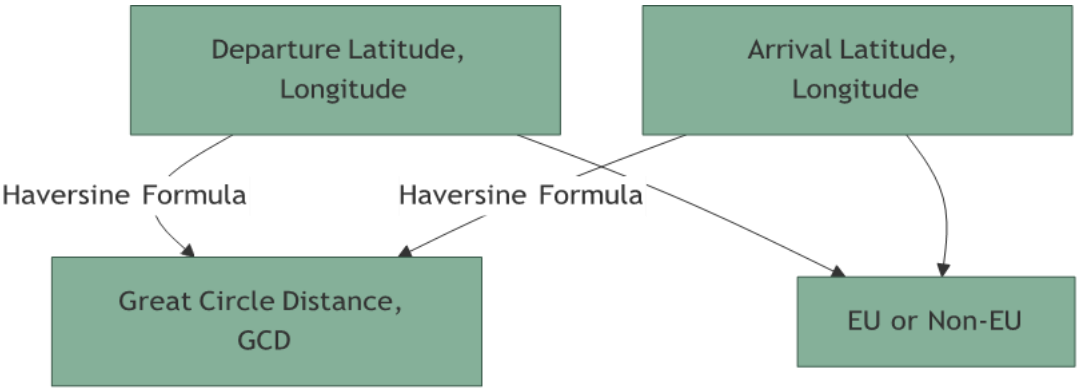 Departure Latitude,
Longitude
Arrival Latitude,
Longitude
Haversine Formula
Haversine Formula
Great Circle Distance,
GCD
EU or Non-EU